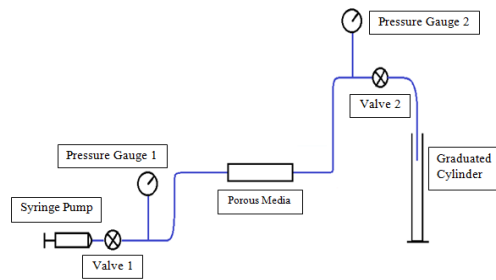 Pressure Gauge 2
Valve 2
Pressure Gauge 1
Graduated
Cylinder
Porous Media
Syringe Pump
Valve 1